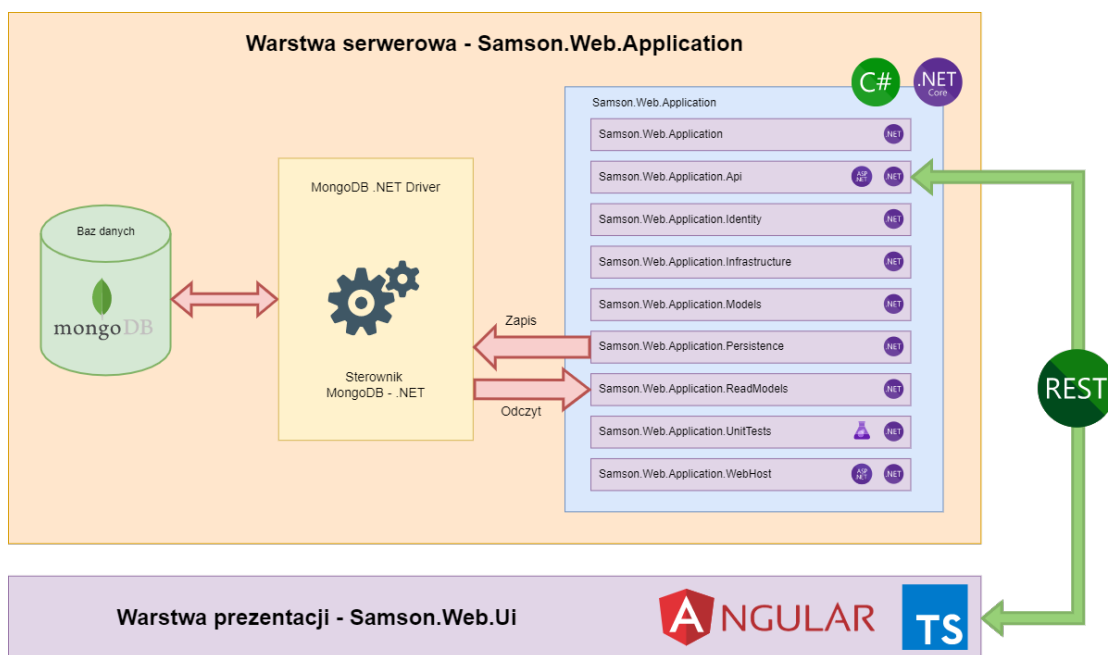 Warstwa serwerowa - Samson.Web.Application
C#
.NET
Core
Samson.Web.Application
Samson.Web.Application
.NET
Samson.Web.Application.Api
ASP
.NET
.NET
Samson.Web.Application.Identity
.NET
Samson.Web.Application.Infrastructure
.NET
Samson.Web.Application.Models
.NET
Samson.Web.Application.Persistence
.NET
Samson.Web.Application.ReadModels
.NET
Samson.Web.Application.UnitTests
.NET
Samson.Web.Application.WebHost
ASP
.NET
.NET
MongoDB .NET Driver
Sterownik
MongoDB - .NET
Baz danych
mongoDB
Zapis
Odczyt
REST
Warstwa prezentacji - Samson.Web.Ui
A NGULAR
TS